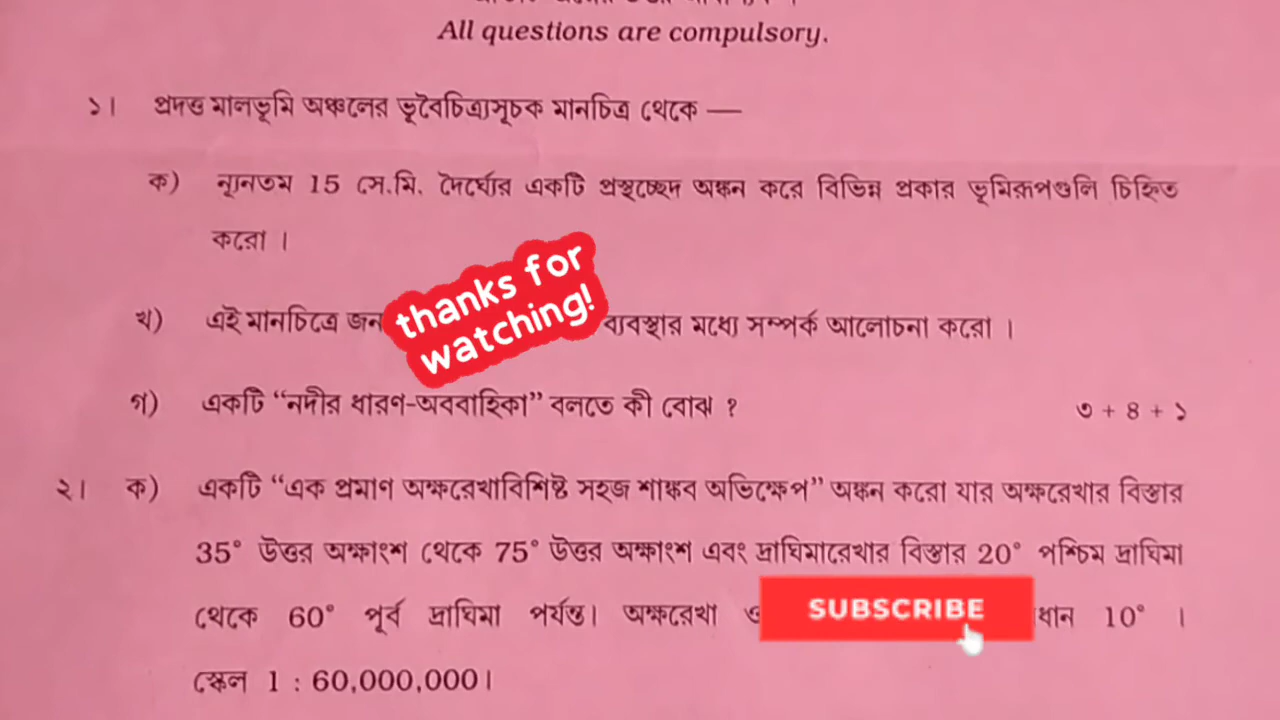 All questions are compulsory.
১। প্রদত্ত মালভূমি অঞ্চলের ভূবৈচিত্র্যসূচক মানচিত্র থেকে —
ক) ন্যূনতম 15 সে.মি. দৈর্ঘ্যের একটি প্রস্থচ্ছেদ অঙ্কন করে বিভিন্ন প্রকার ভূমিরূপগুলি চিহ্নিত
করো ।
thanks for
watching!
খ) এই মানচিত্রে ব্যবস্থার মধ্যে সম্পর্ক আলোচনা করো ।
গ) একটি “নদীর ধারণ-অববাহিকা” বলতে কী বোঝ ? ৩ + ৪ + ১
২। ক) একটি “এক প্রমাণ অক্ষরেখাবিশিষ্ট সহজ শাঙ্কব অভিক্ষেপ” অঙ্কন করো যার অক্ষরেখার বিস্তার
35° উত্তর অক্ষাংশ থেকে 75° উত্তর অক্ষাংশ এবং দ্রাঘিমারেখার বিস্তার 20° পশ্চিম দ্রাঘিমা
থেকে 60° পূর্ব দ্রাঘিমা পর্যন্ত। অক্ষরেখা 10° ।
SUBSCRIBE
স্কেল 1 : 60,000,000।